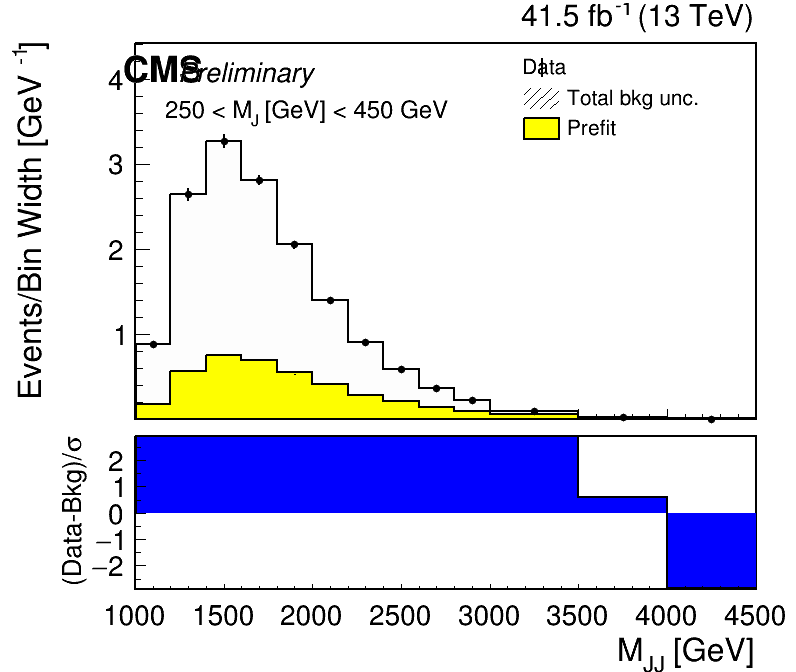 41.5 fb-1 (13 TeV)
CMS Preliminary
250 < MJ [GeV] < 450 GeV
Data
Total bkg unc.
Prefit
Events/Bin Width [GeV-1]
4
3
2
1
(Data-Bkg)/σ
2
1
0
−1
−2
1000 1500 2000 2500 3000 3500 4000 4500
MJJ [GeV]